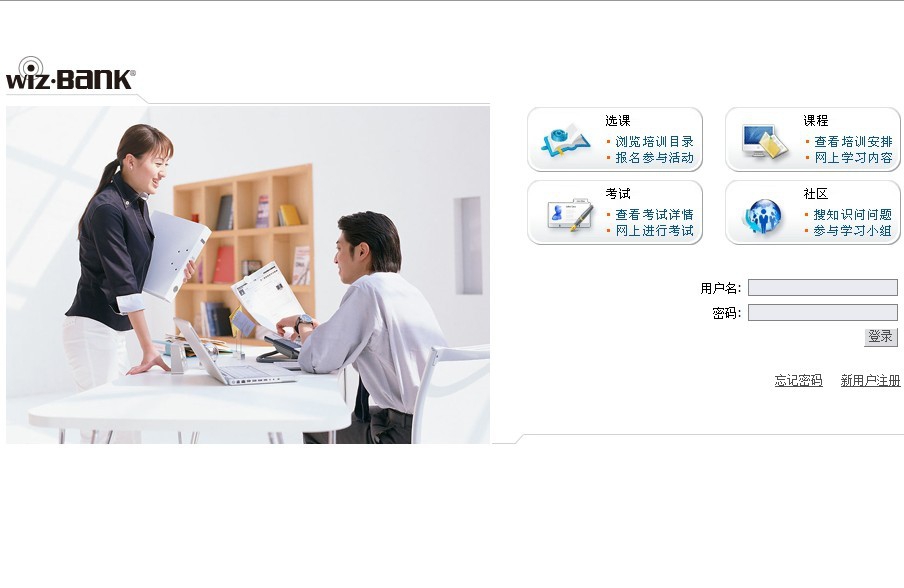 wiz·BANK®
选课
浏览培训目录
报名参与活动
课程
查看培训安排
网上学习内容
考试
查看考试详情
网上进行考试
社区
搜知识问问题
参与学习小组
用户名:
密码:
登录
忘记密码 新用户注册